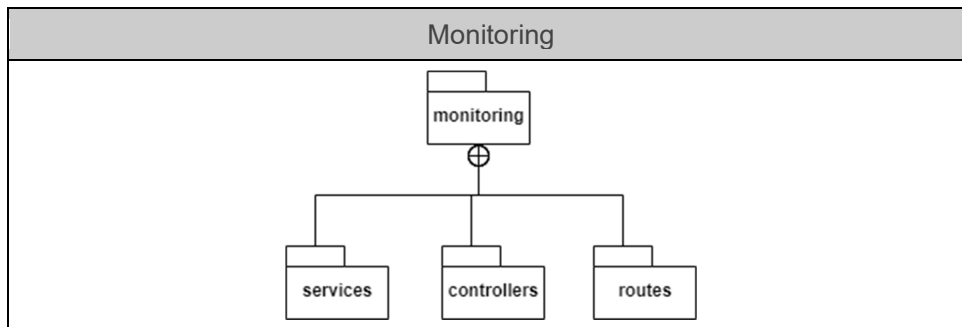 Monitoring
monitoring
services
controllers
routes